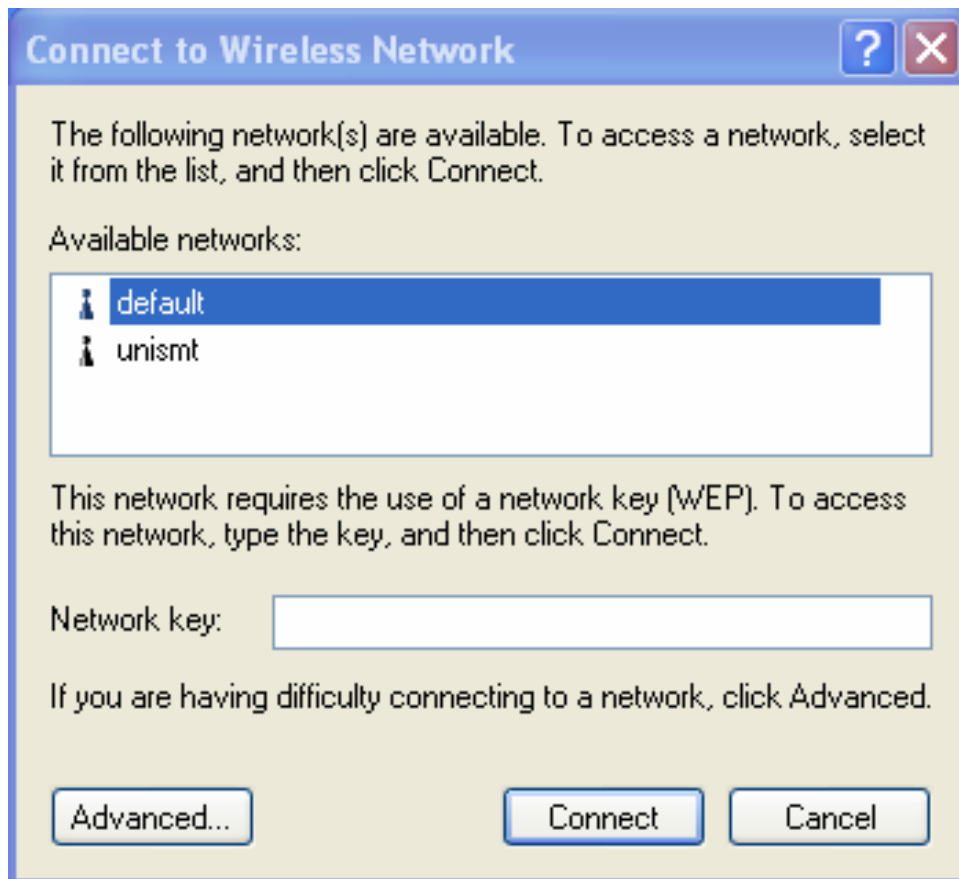 Connect to Wireless Network
?
The following network(s) are available. To access a network, select
it from the list, and then click Connect.
Available networks:
default
unismt
This network requires the use of a network key (WEP). To access
this network, type the key, and then click Connect.
Network key:
If you are having difficulty connecting to a network, click Advanced.
Advanced... Connect Cancel